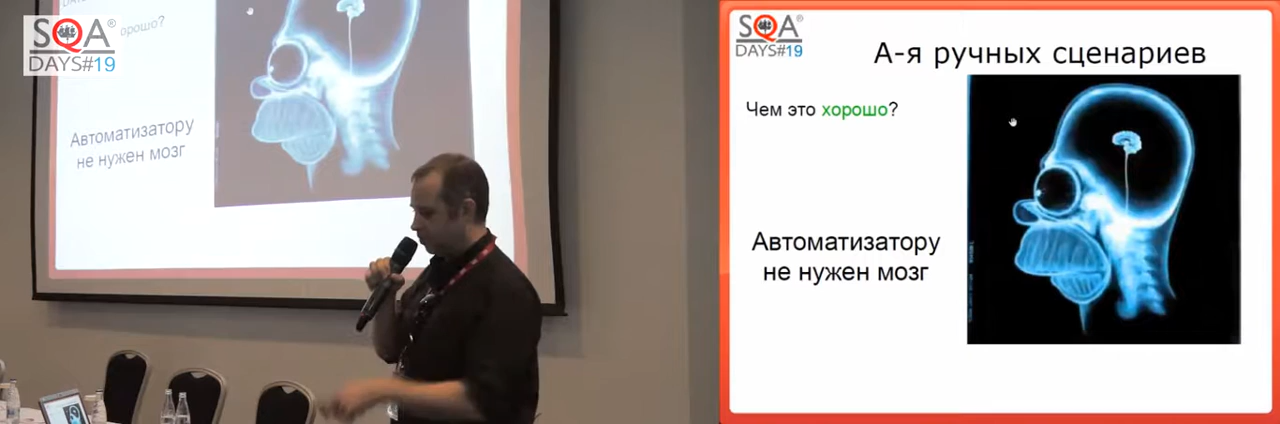 SQA®
DAYS#19
орошо?
Автоматизатору
не нужен мозг
SQA®
DAYS#19
А-я ручных сценариев
Чем это хорошо?
Автоматизатору
не нужен мозг